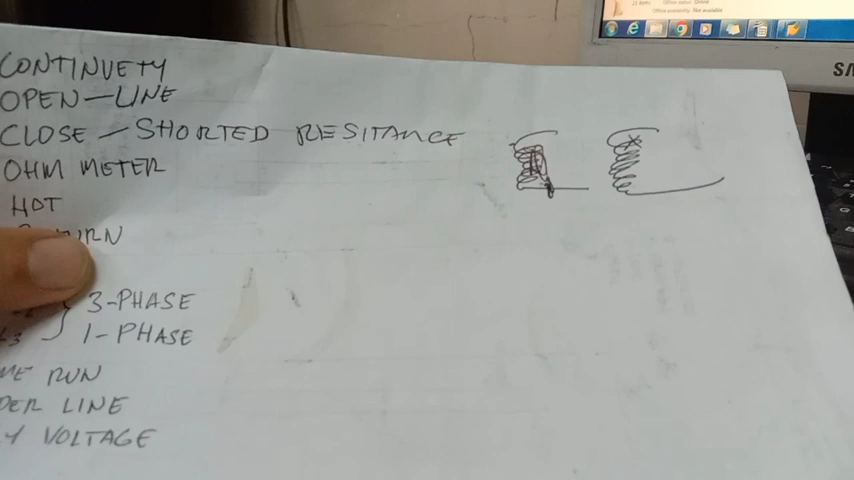 CONTINUETY
OPEN-LINE
CLOSE - SHORTED RESITANCE
OHM METER
HOT
3-PHASE
1-PHASE
RUN
LINE
VOLTAGE